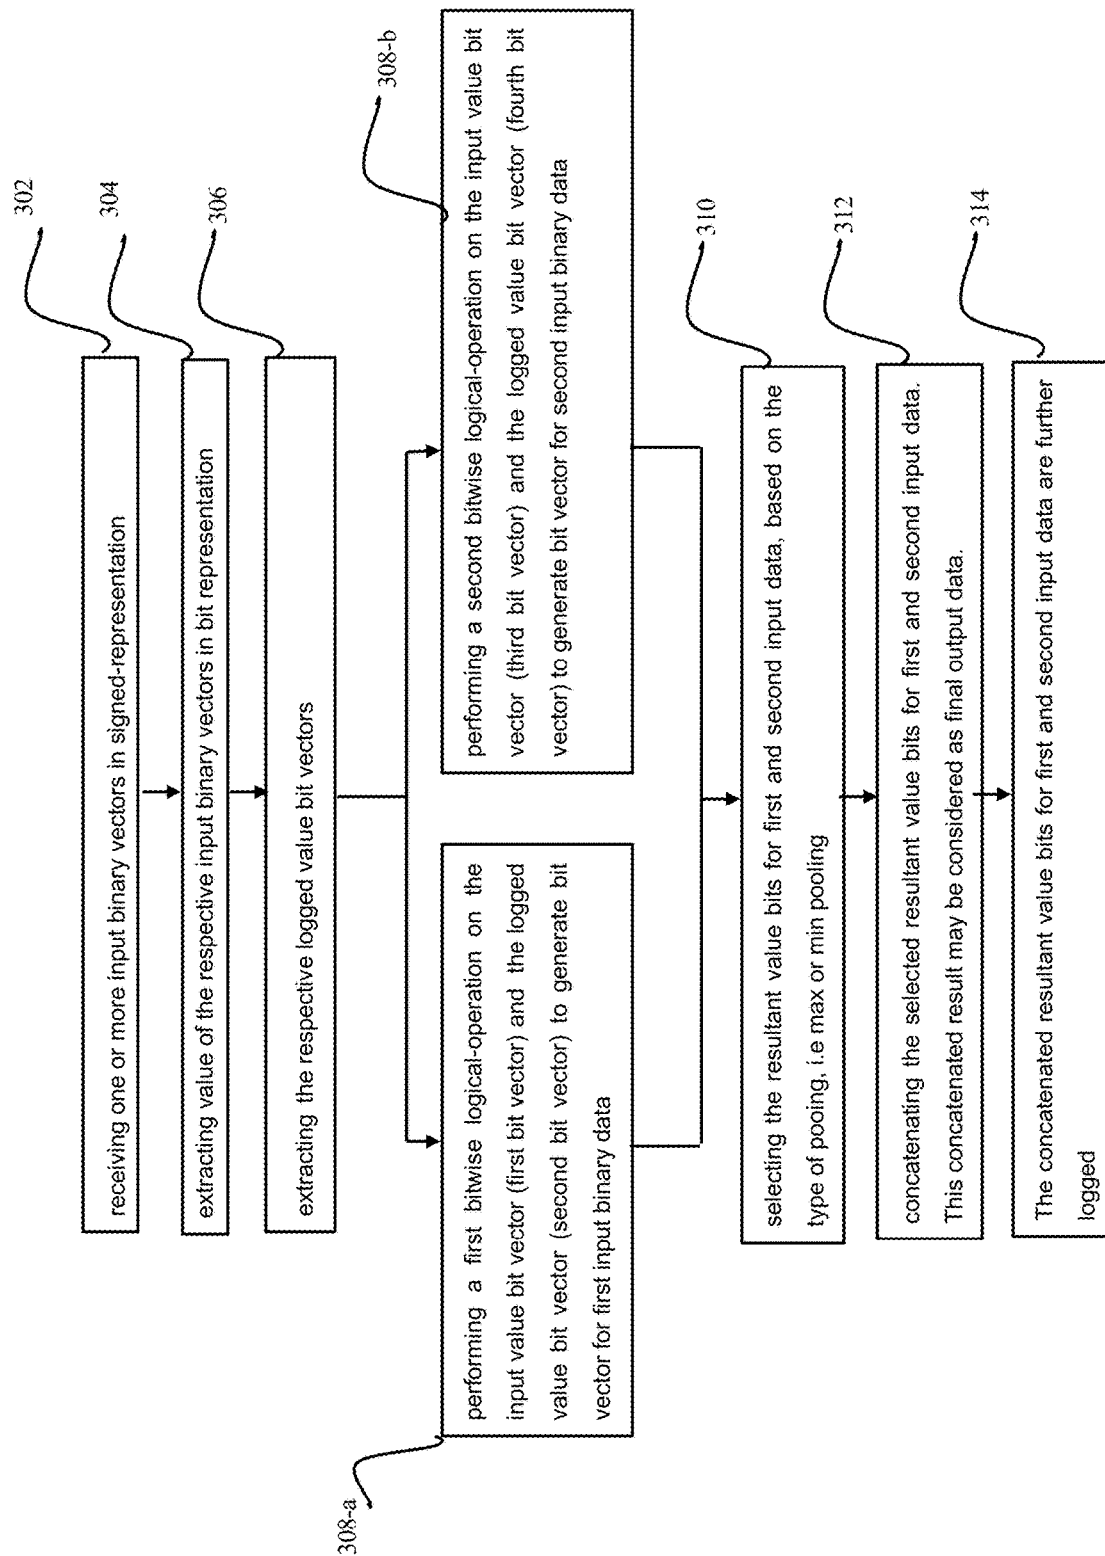 302
receiving one or more input binary vectors in signed-representation
304
extracting value of the respective input binary vectors in bit representation
306
extracting the respective logged value bit vectors
308-a
performing a first bitwise logical-operation on the
input value bit vector (first bit vector) and the logged
value bit vector (second bit vector) to generate bit
vector for first input binary data
308-b
performing a second bitwise logical-operation on the input value bit
vector (third bit vector) and the logged value bit vector (fourth bit
vector) to generate bit vector for second input binary data
310
selecting the resultant value bits for first and second input data, based on the
type of pooing, i.e max or min pooling
312
concatenating the selected resultant value bits for first and second input data.
This concatenated result may be considered as final output data.
314
The concatenated resultant value bits for first and second input data are further
logged